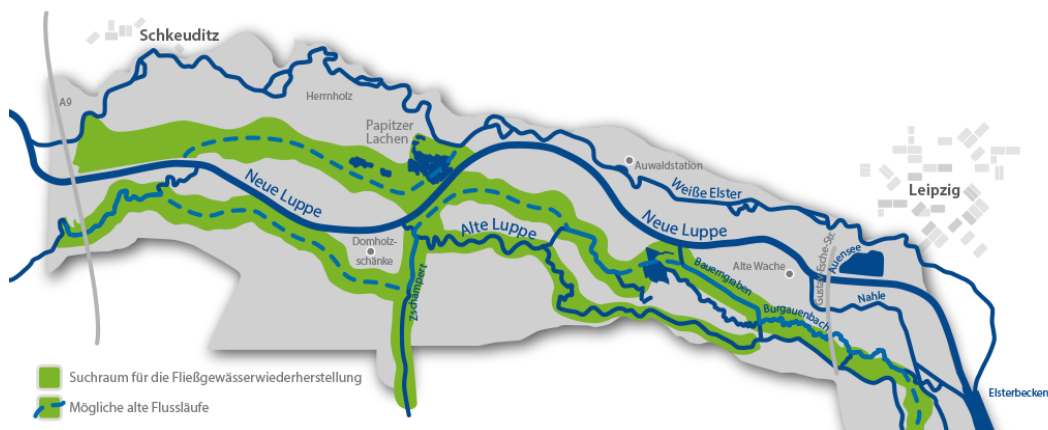 Schkeuditz
A9
Herrnholz
Papitzer
Lachen
Auwaldstation
Weiße Elster
Leipzig
Neue Luppe
Neue Luppe
Alte Luppe
Domholz-
schänke
Zschampert
Bauerngraben
Alte Wache
Gustav-Esche-Str.
Auensee
Nahle
Burgauenbach
Elsterbecken
Suchraum für die Fließgewässerwiederherstellung
Mögliche alte Flussläufe